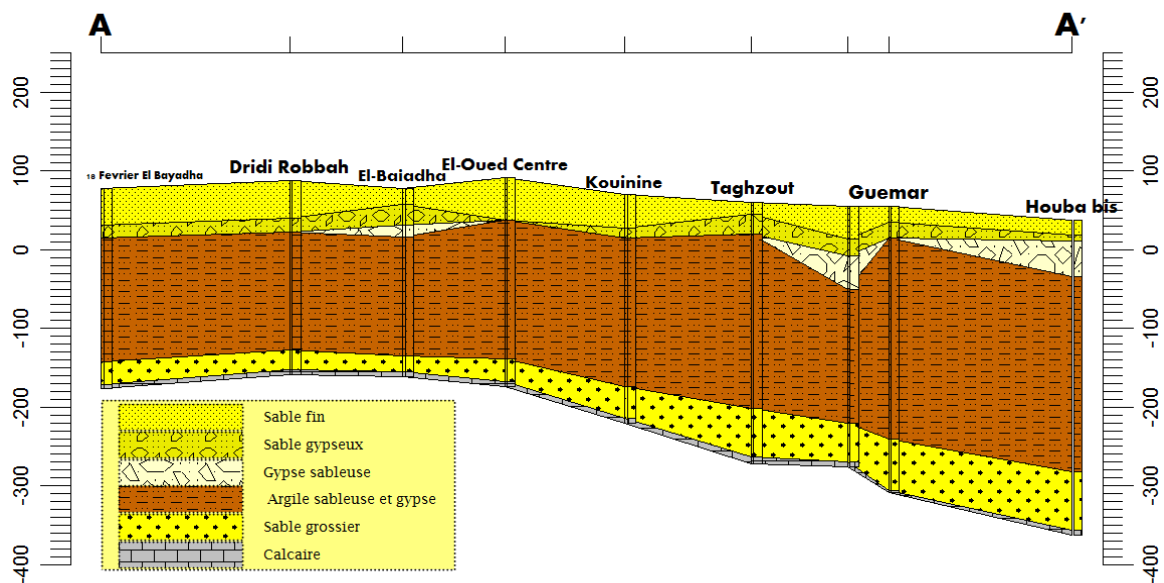 A A'
200 200
100 100
0 0
-100 -100
-200 -200
-300 -300
-400 -400
18 Fevrier El Bayadha
Dridi Robbah
El-Baiadha
El-Oued Centre
Kouinine
Taghzout
Guemar
Houba bis
Sable fin
Sable gypseux
Gypse sableuse
Argile sableuse et gypse
Sable grossier
Calcaire